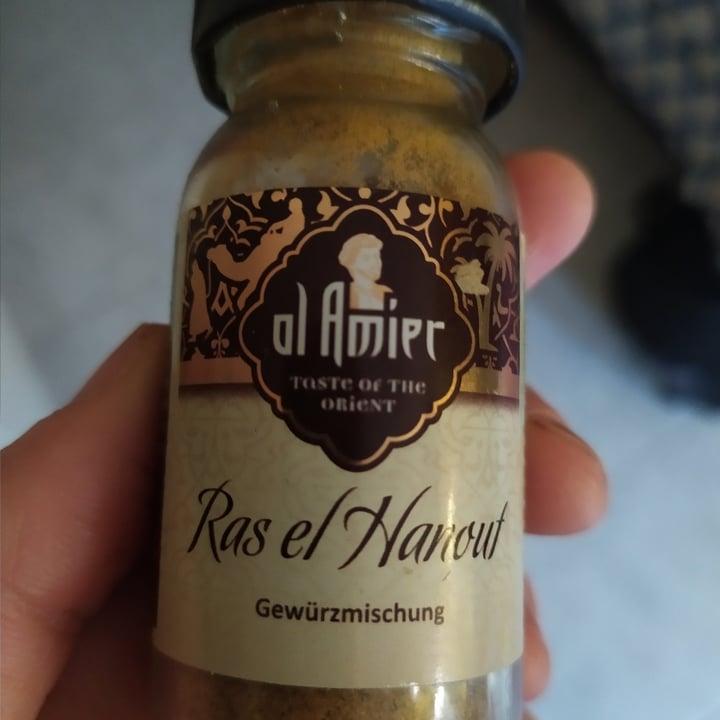 al Amier
Taste of the
Orient
Ras el Hanout
Gewürzmischung